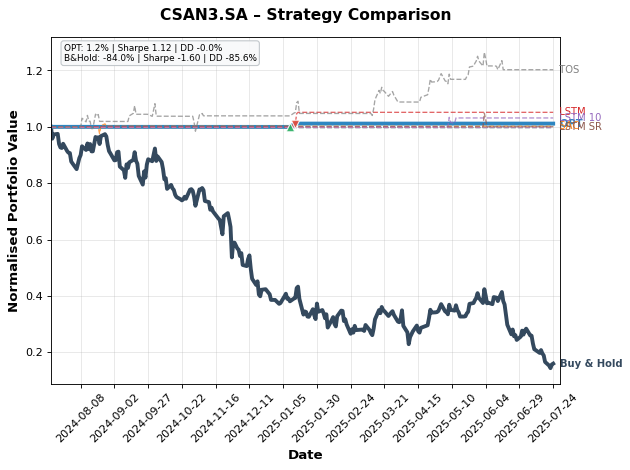 CSAN3.SA – Strategy Comparison
OPT: 1.2% | Sharpe 1.12 | DD -0.0%
B&Hold: -84.0% | Sharpe -1.60 | DD -85.6%
Normalised Portfolio Value
1.2
1.0
0.8
0.6
0.4
0.2
TOS
LSTM
LSTM 10
LSTM SR
Buy & Hold
2024-08-08
2024-09-02
2024-09-27
2024-10-22
2024-11-16
2024-12-11
2025-01-05
2025-01-30
2025-02-24
2025-03-21
2025-04-15
2025-05-10
2025-06-04
2025-06-29
2025-07-24
Date